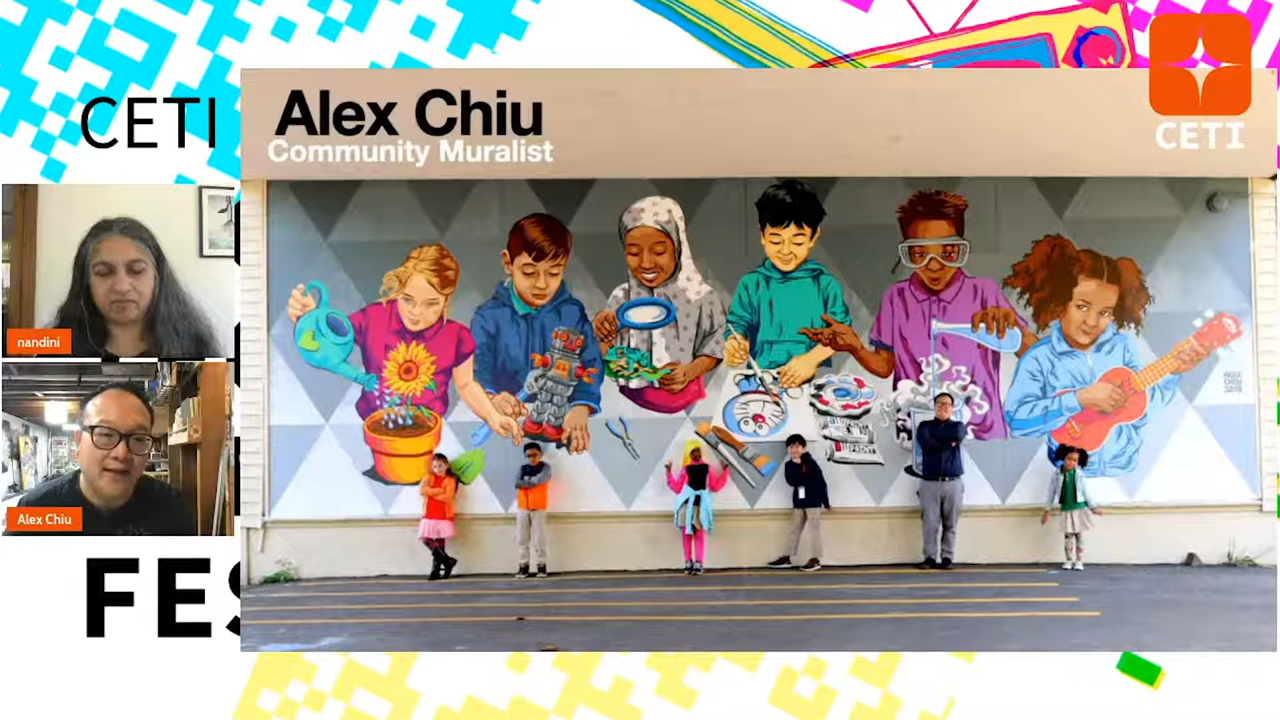 CETI
Alex Chiu
Community Muralist
CETI
nandini
Alex Chiu
FES